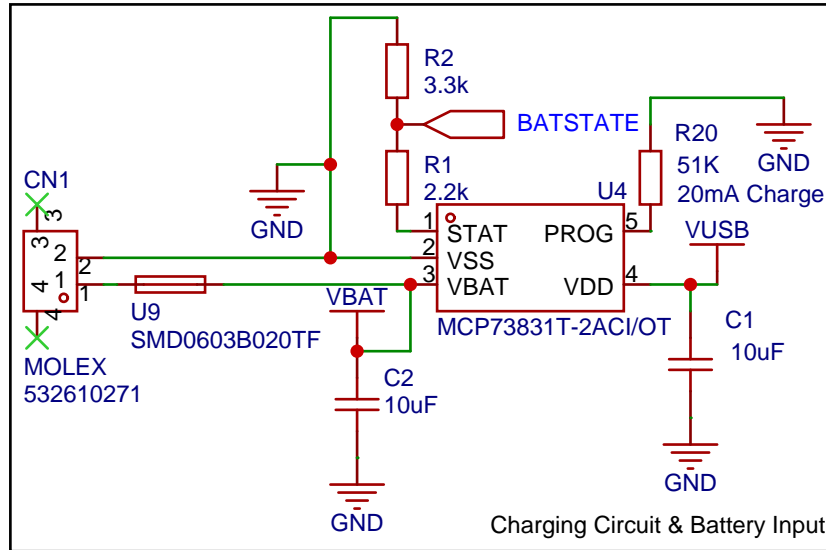 R2
3.3k
BATSTATE
R20
51K
20mA Charge
GND
R1
2.2k
U4
CN1
GND
VUSB
3
3
4
4
2
1
2
1
1
STAT
PROG
5
2
VSS
3
VBAT
VDD
4
MCP73831T-2ACI/OT
U9
SMD0603B020TF
VBAT
MOLEX
532610271
C2
10uF
C1
10uF
GND
GND
Charging Circuit & Battery Input